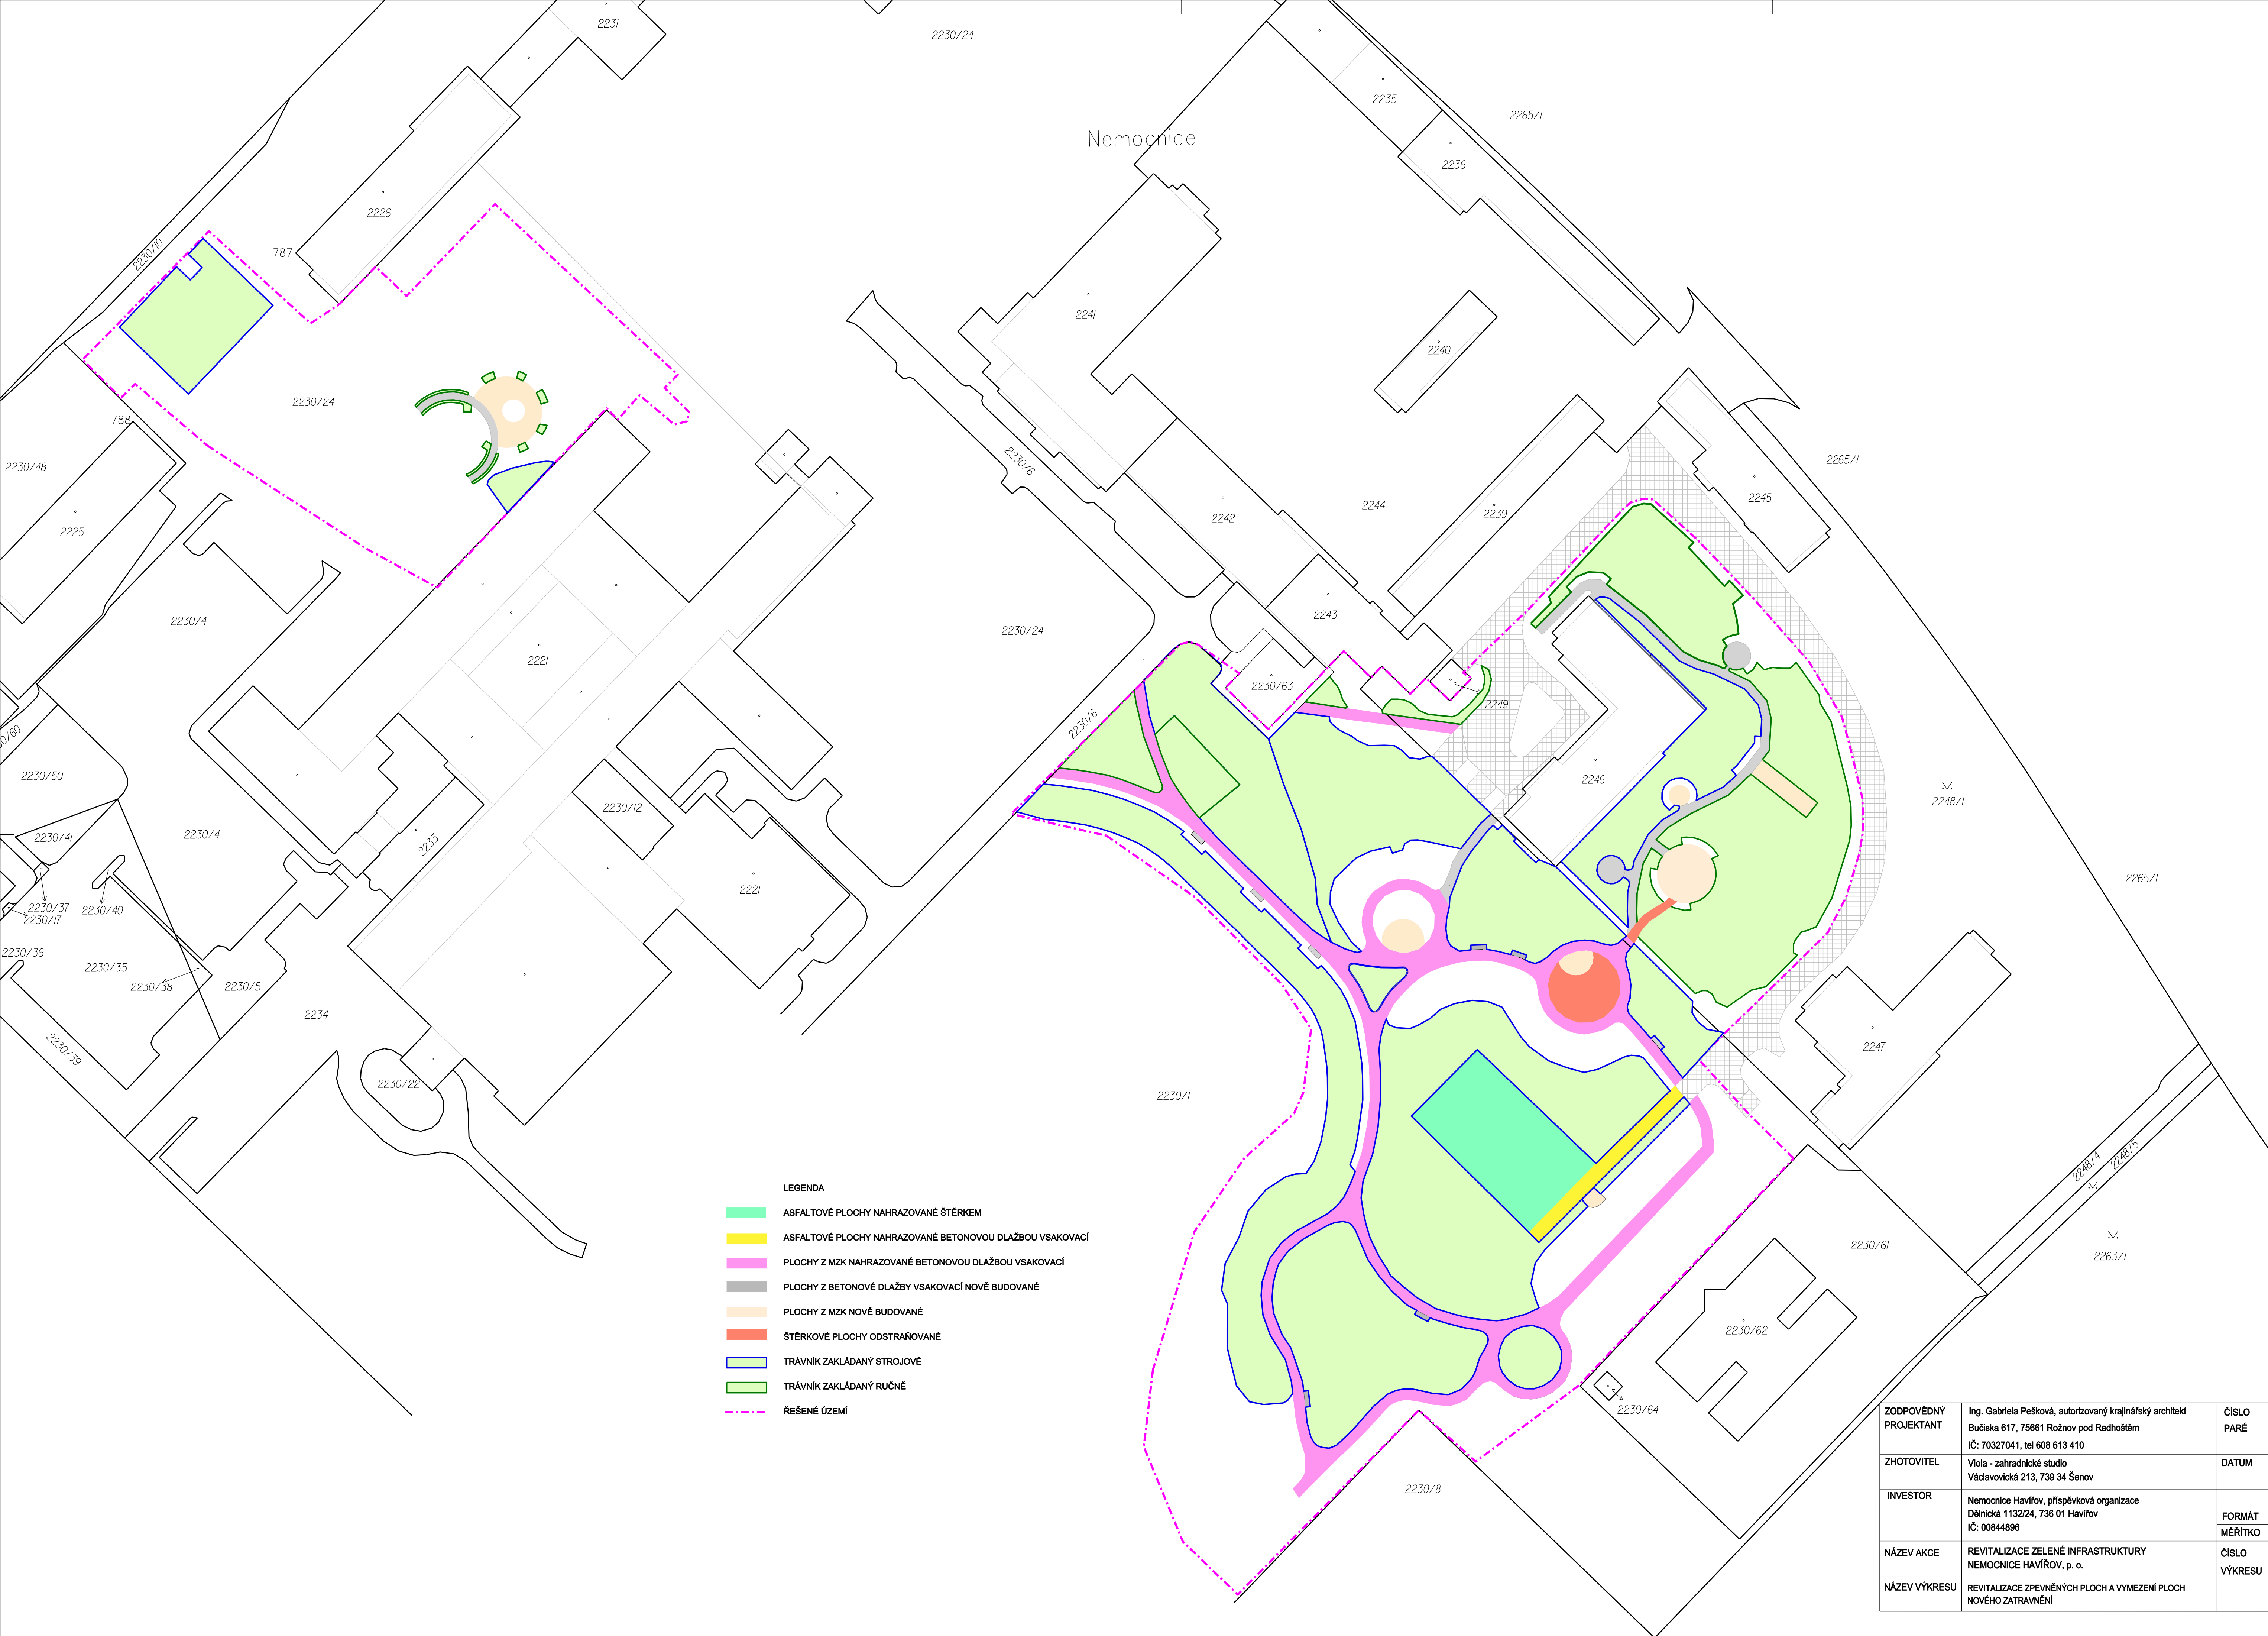 2231
2230/24
Nemocnice
2235
2265/1
2236
2226
2230/10
787
2241
2240
2230/24
788
2230/48
2225
2230/6
2265/1
2245
2244
2239
2242
2230/4
2243
2230/24
2221
2230/63
2249
2230/6
0/60
2230/50
2246
2248/1
2230/12
2230/41
2230/4
2233
2221
2265/1
2230/37
2230/40
2230/17
2230/36
2230/35
2230/38
2230/5
2234
2230/39
2230/22
2247
2230/1
2248/4
2248/5
2230/61
2263/1
2230/62
2230/64
2230/8
LEGENDA
ASFALTOVÉ PLOCHY NAHRAZOVANÉ ŠTĚRKEM
ASFALTOVÉ PLOCHY NAHRAZOVANÉ BETONOVOU DLAŽBOU VSAKOVACÍ
PLOCHY Z MZK NAHRAZOVANÉ BETONOVOU DLAŽBOU VSAKOVACÍ
PLOCHY Z BETONOVÉ DLAŽBY VSAKOVACÍ NOVĚ BUDOVANÉ
PLOCHY Z MZK NOVĚ BUDOVANÉ
ŠTĚRKOVÉ PLOCHY ODSTRAŇOVANÉ
TRÁVNÍK ZAKLÁDANÝ STROJOVĚ
TRÁVNÍK ZAKLÁDANÝ RUČNĚ
ŘEŠENÉ ÚZEMÍ
ZODPOVĚDNÝ PROJEKTANT
Ing. Gabriela Pešková, autorizovaný krajinářský architekt
Bučiska 617, 75661 Rožnov pod Radhoštěm
IČ: 70327041, tel 608 613 410
ČÍSLO
PARÉ
ZHOTOVITEL
Viola - zahradnické studio
Václavovická 213, 739 34 Šenov
DATUM
INVESTOR
Nemocnice Havířov, příspěvková organizace
Dělnická 1132/24, 736 01 Havířov
IČ: 00844896
FORMÁT
MĚŘÍTKO
NÁZEV AKCE
REVITALIZACE ZELENÉ INFRASTRUKTURY
NEMOCNICE HAVÍŘOV, p. o.
ČÍSLO
VÝKRESU
NÁZEV VÝKRESU
REVITALIZACE ZPEVNĚNÝCH PLOCH A VYMEZENÍ PLOCH
NOVÉHO ZATRAVNĚNÍ